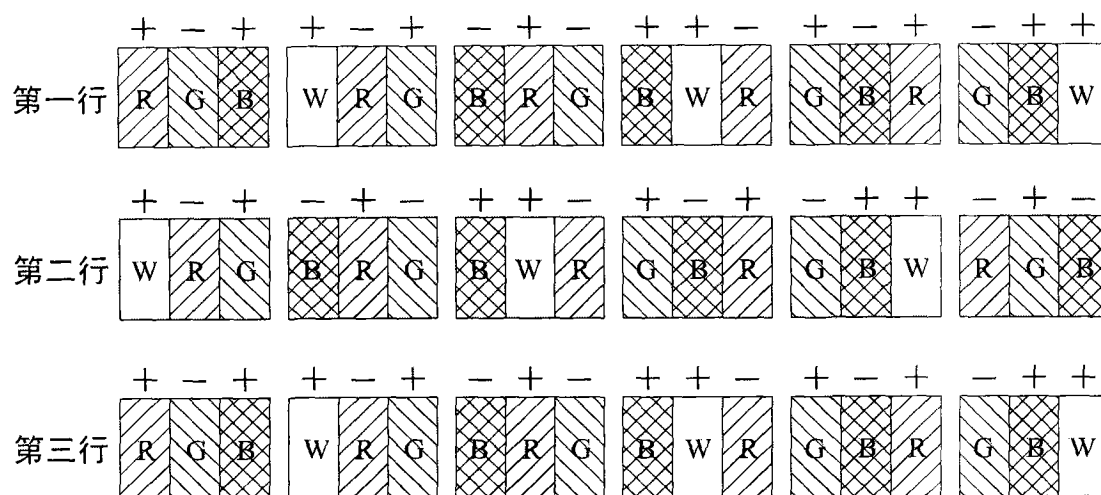 + − + + − + − + − + + − + − + − + +
第一行 R G B W R G B R G B W R G B R G B W
+ − + − + − + + − + − + − + + − + −
第二行 W R G B R G B W R G B R G B W R G B
+ − + + − + − + − + + − + − + − + +
第三行 R G B W R G B R G B W R G B R G B W